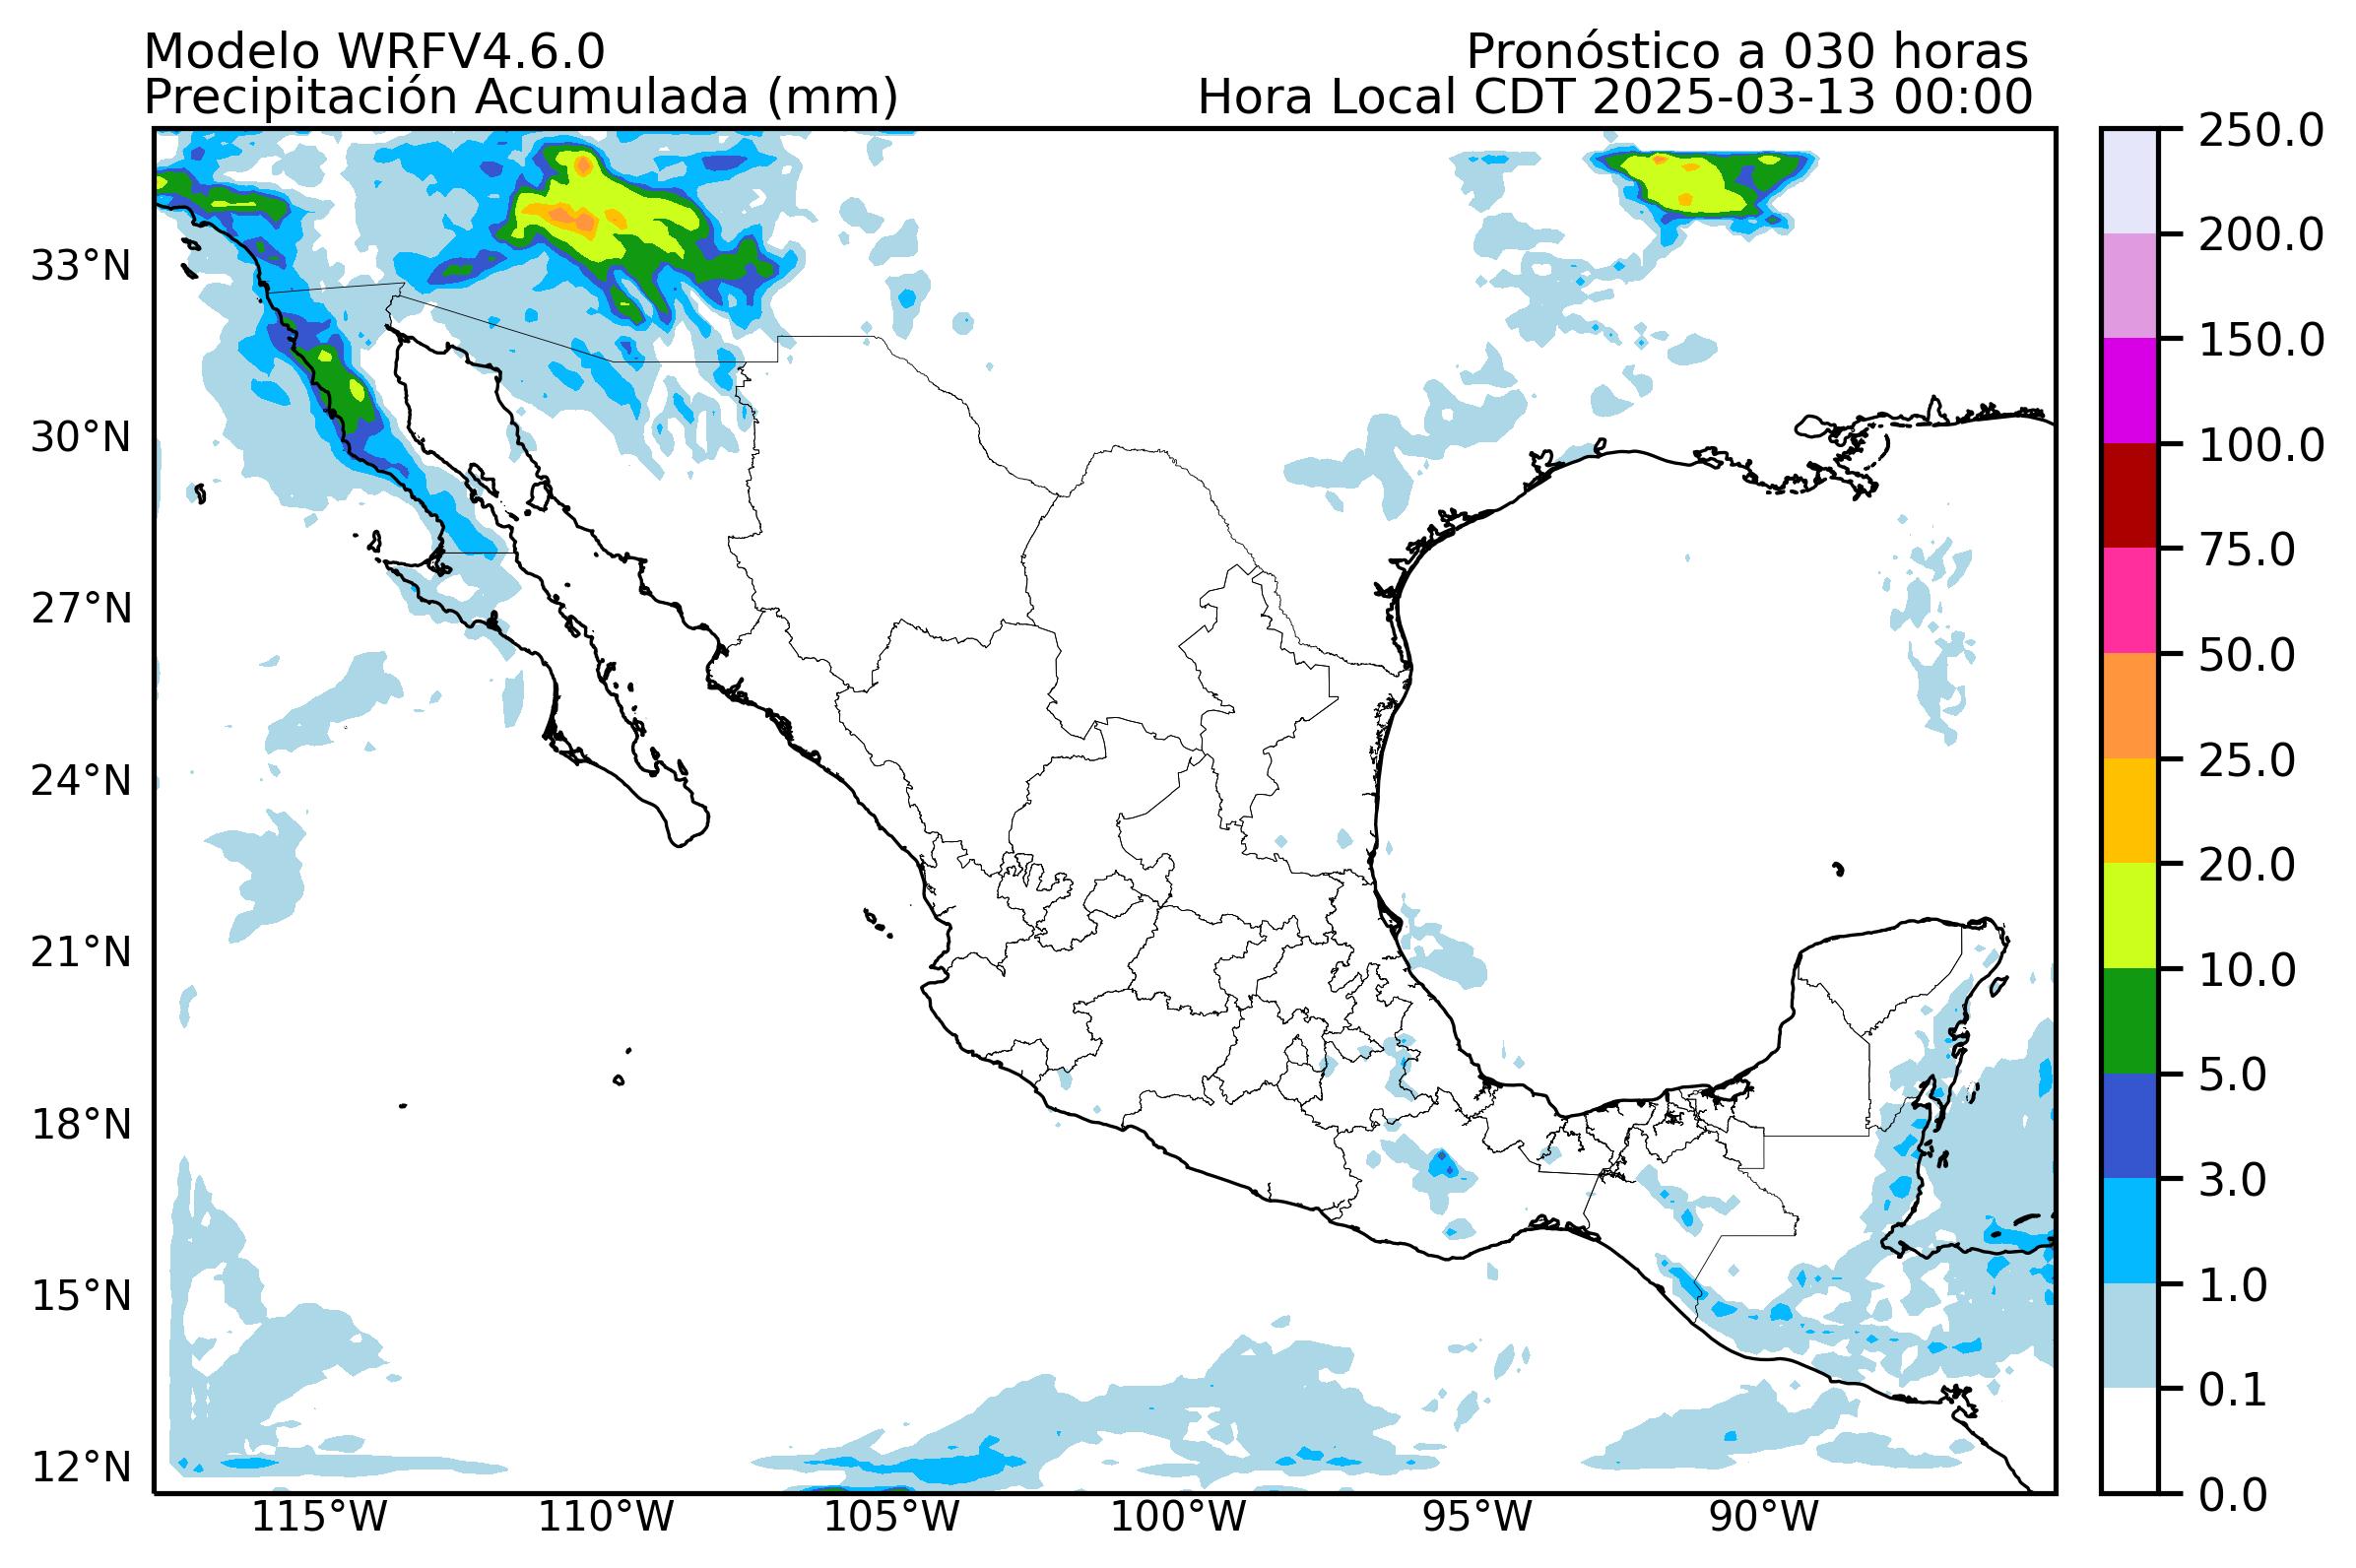 Modelo WRFV4.6.0
Pronóstico a 030 horas
Precipitación Acumulada (mm)
Hora Local CDT 2025-03-13 00:00
33°N
30°N
27°N
24°N
21°N
18°N
15°N
12°N
115°W
110°W
105°W
100°W
95°W
90°W
250.0
200.0
150.0
100.0
75.0
50.0
25.0
20.0
10.0
5.0
3.0
1.0
0.1
0.0